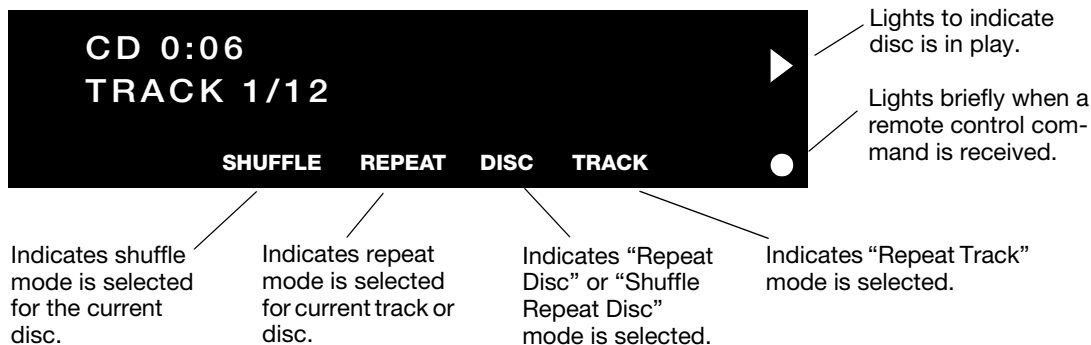 CD 0:06
TRACK 1/12
SHUFFLE REPEAT DISC TRACK
Lights to indicate
disc is in play.
Lights briefly when a
remote control com-
mand is received.
Indicates shuffle
mode is selected
for the current
disc.
Indicates repeat
mode is selected
for current track or
disc.
Indicates “Repeat
Disc” or “Shuffle
Repeat Disc”
mode is selected.
Indicates “Repeat Track”
mode is selected.